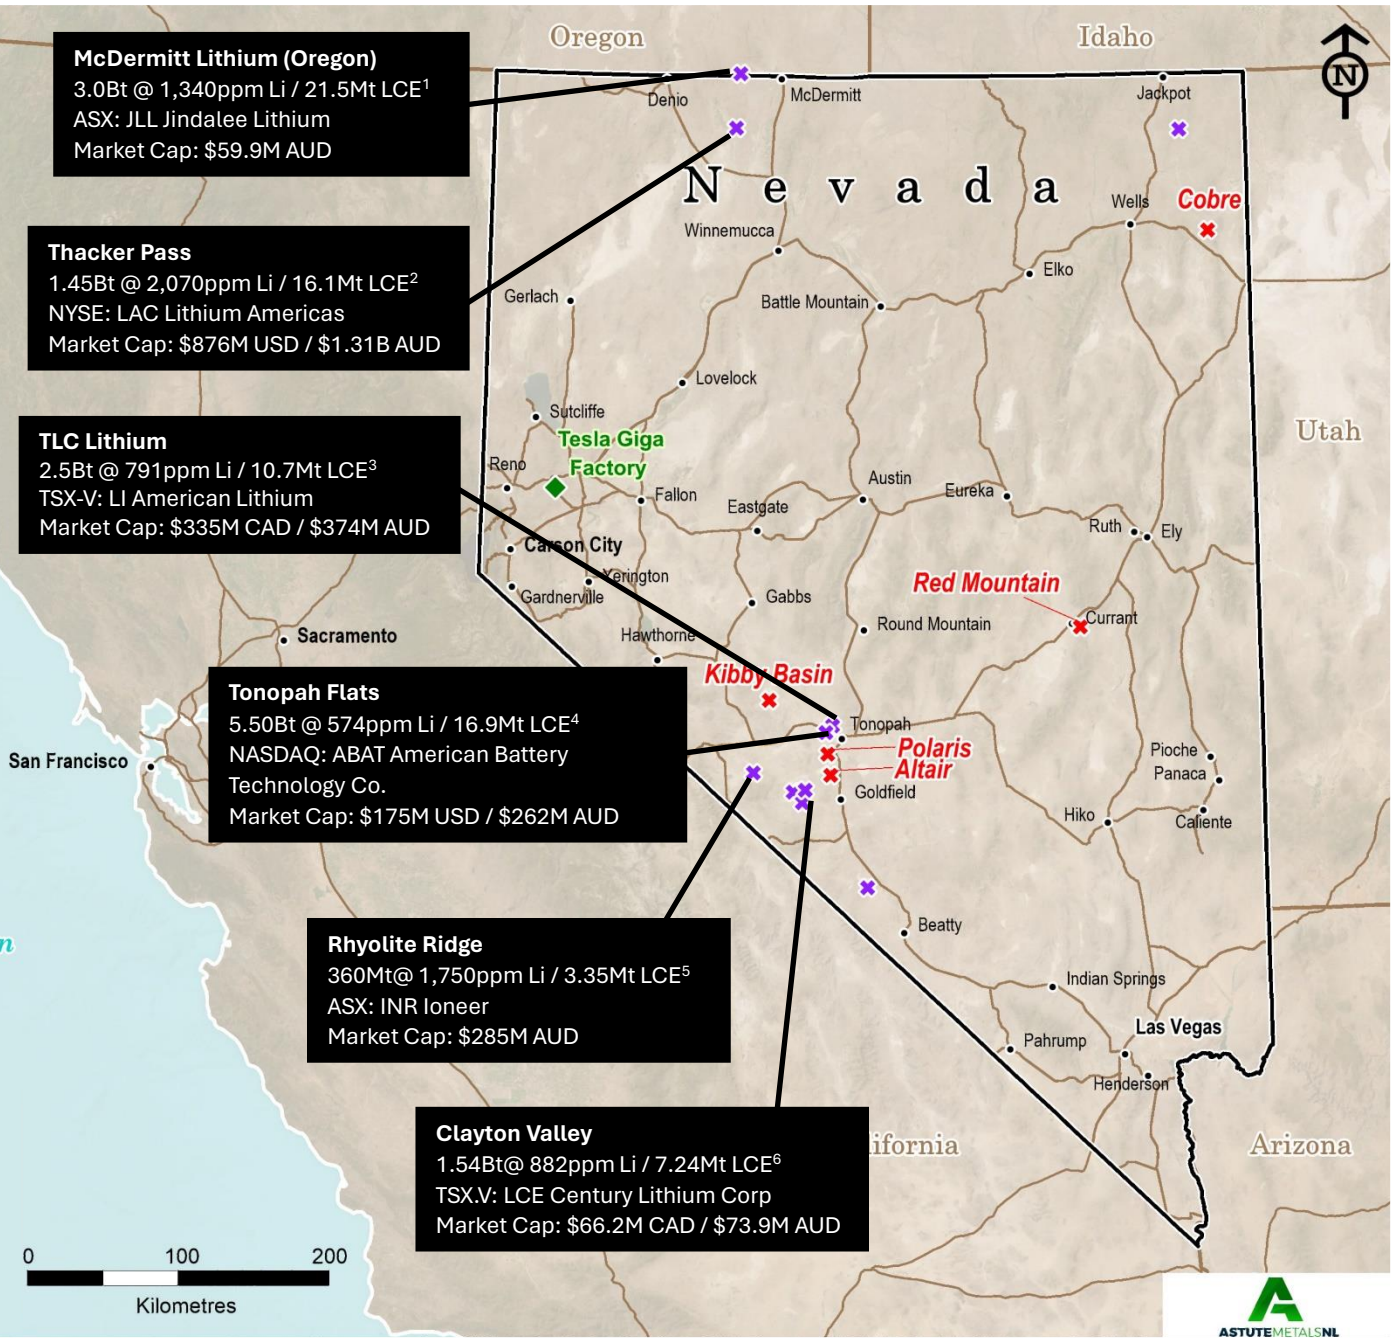 Oregon
Idaho
McDermitt Lithium (Oregon)
3.0Bt @ 1,340ppm Li / 21.5Mt LCE1
ASX: JLL Jindalee Lithium
Market Cap: $59.9M AUD
N
Denio
McDermitt
Jackpot
Nevada
Wells
Cobre
Winnemucca
Thacker Pass
1.45Bt @ 2,070ppm Li / 16.1Mt LCE2
NYSE: LAC Lithium Americas
Market Cap: $876M USD / $1.31B AUD
Elko
Gerlach
Battle Mountain
Lovelock
Sutcliffe
Utah
TLC Lithium
2.5Bt @ 791ppm Li / 10.7Mt LCE3
TSX-V: LI American Lithium
Market Cap: $335M CAD / $374M AUD
Tesla Giga
Factory
Reno
Fallon
Eastgate
Austin
Eureka
Ruth
Ely
Carson City
Yerington
Gardnerville
Gabbs
Red Mountain
Currant
Round Mountain
Sacramento
Hawthorne
Kibby Basin
Tonopah Flats
5.50Bt @ 574ppm Li / 16.9Mt LCE4
NASDAQ: ABAT American Battery
Technology Co.
Market Cap: $175M USD / $262M AUD
Tonopah
Polaris
Altair
Goldfield
San Francisco
Pioche
Panaca
Hiko
Caliente
Beatty
n
Rhyolite Ridge
360Mt@ 1,750ppm Li / 3.35Mt LCE5
ASX: INR Ioneer
Market Cap: $285M AUD
Indian Springs
Las Vegas
Pahrump
Henderson
Clayton Valley
1.54Bt@ 882ppm Li / 7.24Mt LCE6
TSX.V: LCE Century Lithium Corp
Market Cap: $66.2M CAD / $73.9M AUD
ifornia
Arizona
0 100 200
Kilometres
ASTUTEMETALSNL